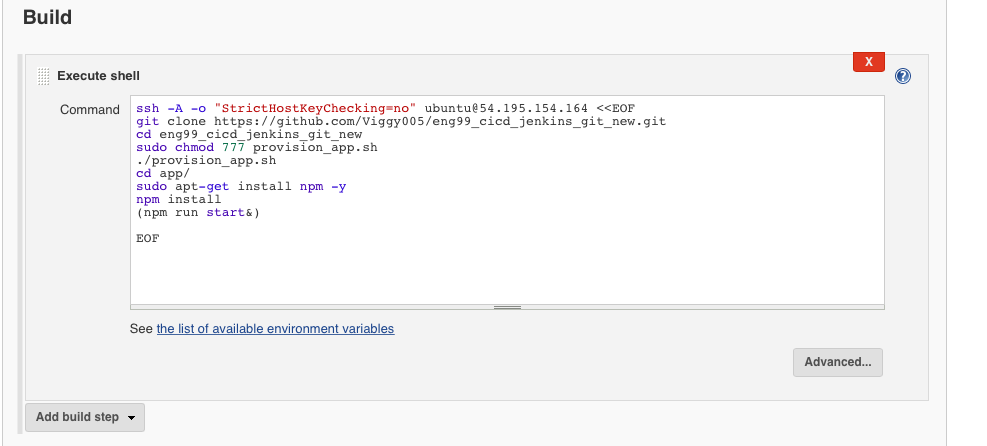 Build
X
Execute shell
Command
ssh -A -o "StrictHostKeyChecking=no" ubuntu@54.195.154.164 <<EOF
git clone https://github.com/Viggy005/eng99_cicd_jenkins_git_new.git
cd eng99_cicd_jenkins_git_new
sudo chmod 777 provision_app.sh
./provision_app.sh
cd app/
sudo apt-get install npm -y
npm install
(npm run start&)
EOF
See the list of available environment variables
Advanced...
Add build step